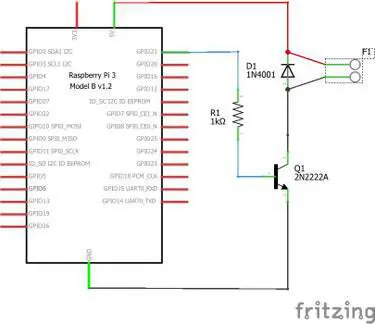 3V3
5V
GPIO2 SDA1 I2C
GPIO3 SCL1 I2C
GPIO4
GPIO17
GPIO27
GPIO22
GPIO10 SPI0_MOSI
GPIO9 SPI0_MISO
GPIO11 SPI0_SCLK
ID_SD I2C ID EEPROM
GPIO5
GPIO6
GPIO13
GPIO19
GPIO26
Raspberry Pi 3
Model B v1.2
GPIO21
GPIO20
GPIO16
GPIO12
ID_SC I2C ID EEPROM
GPIO7 SPI0_CE1_N
GPIO8 SPI0_CE0_N
GPIO25
GPIO24
GPIO23
GPIO18 PCM_CLK
GPIO15 UART0_RXD
GPIO14 UART0_TXD
GND
R1
1kΩ
D1
1N4001
F1
Q1
2N2222A
fritzing